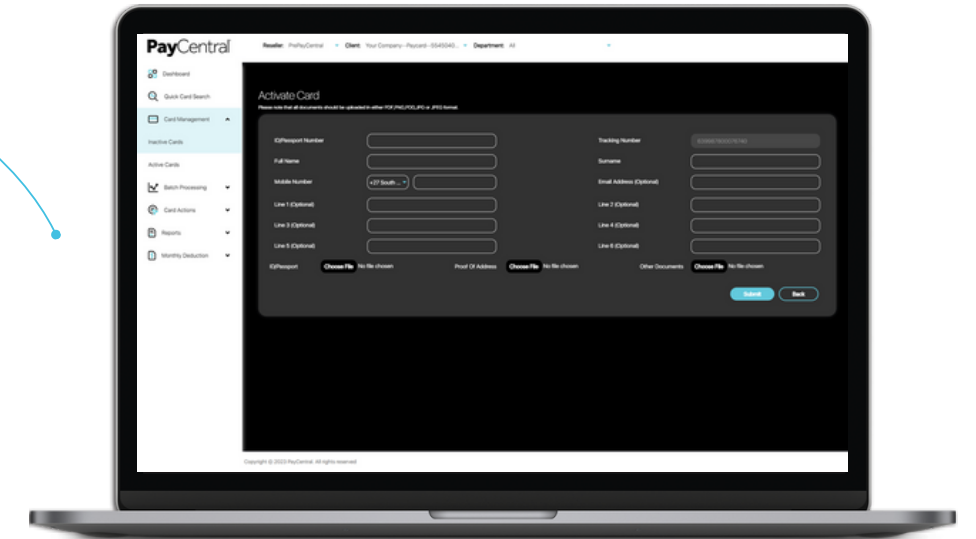 PayCentral
Reseller: PrePayCentral Client: Your Company - Paycard - 5545040... Department: All
Dashboard
Quick Card Search
Card Management
Inactive Cards
Active Cards
Batch Processing
Card Actions
Reports
Monthly Deduction
Activate Card
Please note that all documents should be uploaded in either PDF,PNG, JPG or JPEG format.
ID/Passport Number
Tracking Number
Full Name
Surname
Mobile Number +27 South ...
Email Address (Optional)
Line 1 (Optional)
Line 2 (Optional)
Line 3 (Optional)
Line 4 (Optional)
Line 5 (Optional)
Line 6 (Optional)
ID/Passport Choose File No file chosen Proof Of Address Choose File No file chosen Other Documents Choose File No file chosen
Submit Back
Copyright @ 2023 PayCentral. All rights reserved